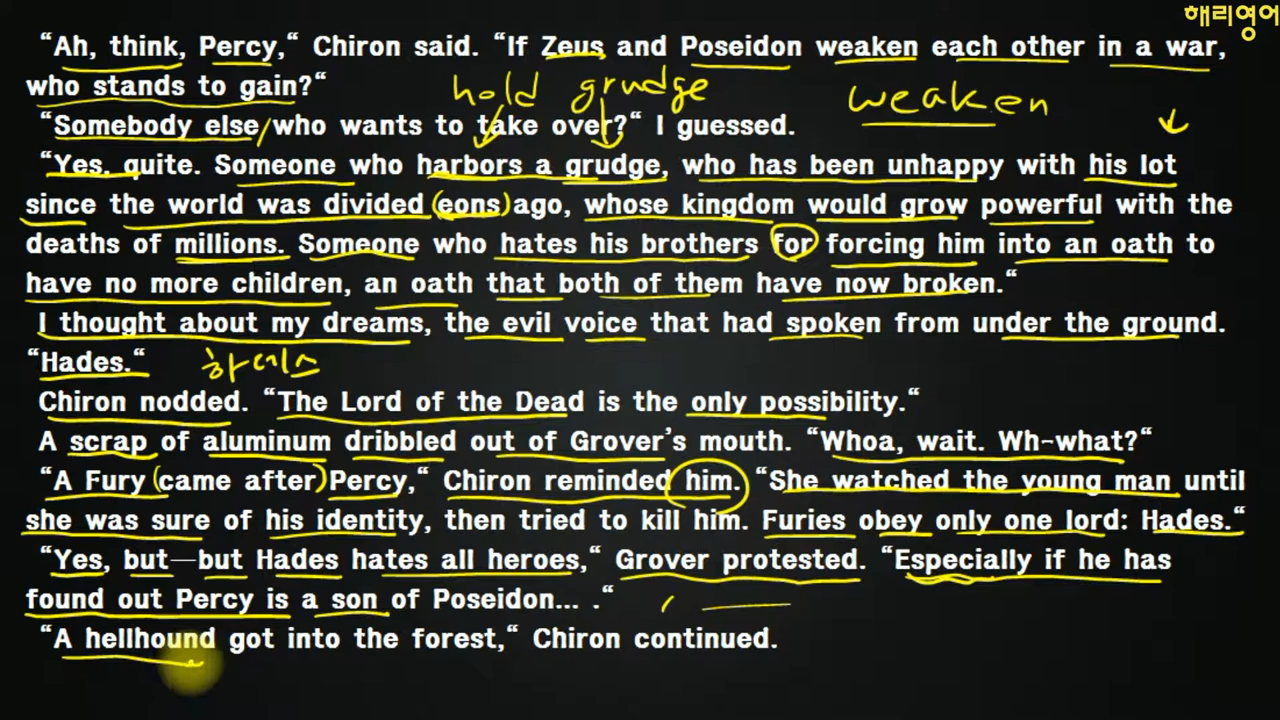 해리영어
“Ah, think, Percy,“ Chiron said. “If Zeus and Poseidon weaken each other in a war,
who stands to gain?“
hold grudge
weaken
“Somebody else who wants to take over?“ I guessed.
“Yes, quite. Someone who harbors a grudge, who has been unhappy with his lot
since the world was divided (eons) ago, whose kingdom would grow powerful with the
deaths of millions. Someone who hates his brothers for forcing him into an oath to
have no more children, an oath that both of them have now broken.“
I thought about my dreams, the evil voice that had spoken from under the ground.
“Hades.“ 하데스
Chiron nodded. “The Lord of the Dead is the only possibility.“
A scrap of aluminum dribbled out of Grover's mouth. “Whoa, wait. Wh-what?“
“A Fury (came after) Percy,“ Chiron reminded him. “She watched the young man until
she was sure of his identity, then tried to kill him. Furies obey only one lord: Hades.“
“Yes, but—but Hades hates all heroes,“ Grover protested. “Especially if he has
found out Percy is a son of Poseidon... .“
“A hellhound got into the forest,“ Chiron continued.